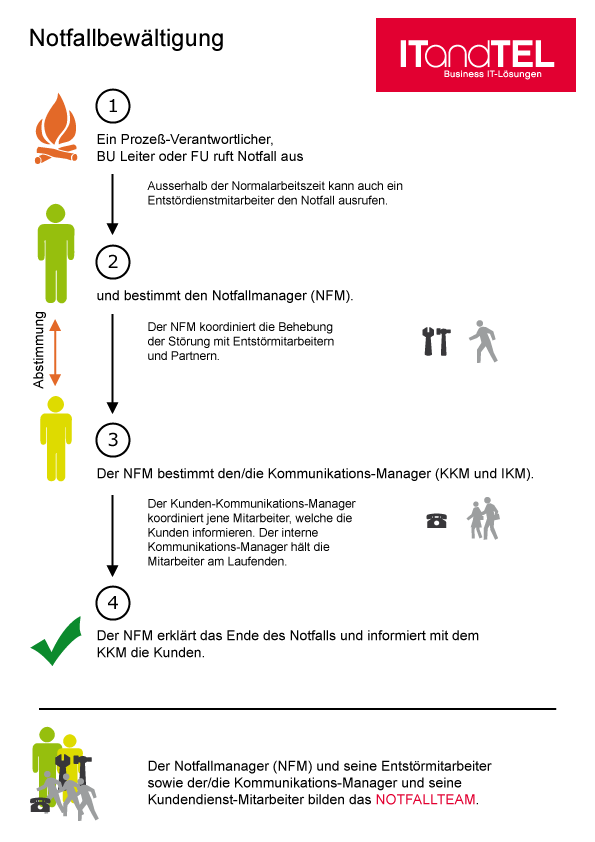 Notfallbewältigung
ITandTEL
Business IT-Lösungen
1
Ein Prozeß-Verantwortlicher,
BU Leiter oder FU ruft Notfall aus
Ausserhalb der Normalarbeitszeit kann auch ein
Entstördienstmitarbeiter den Notfall ausrufen.
2
und bestimmt den Notfallmanager (NFM).
Abstimmung
Der NFM koordiniert die Behebung
der Störung mit Entstörmitarbeitern
und Partnern.
3
Der NFM bestimmt den/die Kommunikations-Manager (KKM und IKM).
Der Kunden-Kommunikations-Manager
koordiniert jene Mitarbeiter, welche die
Kunden informieren. Der interne
Kommunikations-Manager hält die
Mitarbeiter am Laufenden.
4
Der NFM erklärt das Ende des Notfalls und informiert mit dem
KKM die Kunden.
Der Notfallmanager (NFM) und seine Entstörmitarbeiter
sowie der/die Kommunikations-Manager und seine
Kundendienst-Mitarbeiter bilden das NOTFALLTEAM.